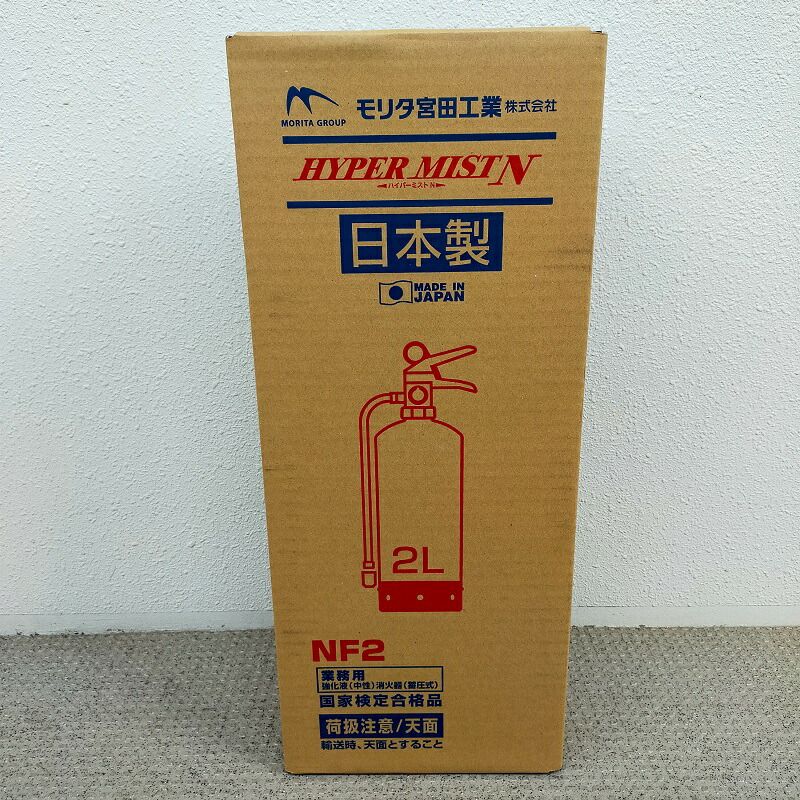 MORITA GROUP
モリタ宮田工業株式会社
HYPER MIST N
ハイパーミストN
日本製
MADE IN
JAPAN
2L
NF2
業務用
強化液(中性)消火器(蓄圧式)
国家検定合格品
荷扱注意/天面
輸送時、天面とすること